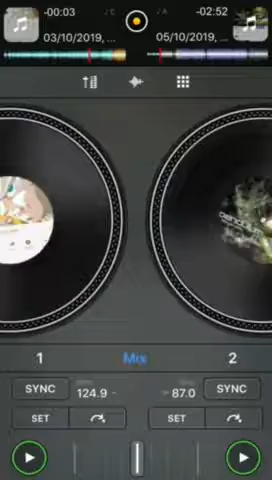 -00:03
/C
/A
-02:52
03/10/2019, ...
05/10/2019, ...
1 Mix 2
SYNC 124.9
87.0 SYNC
SET SET